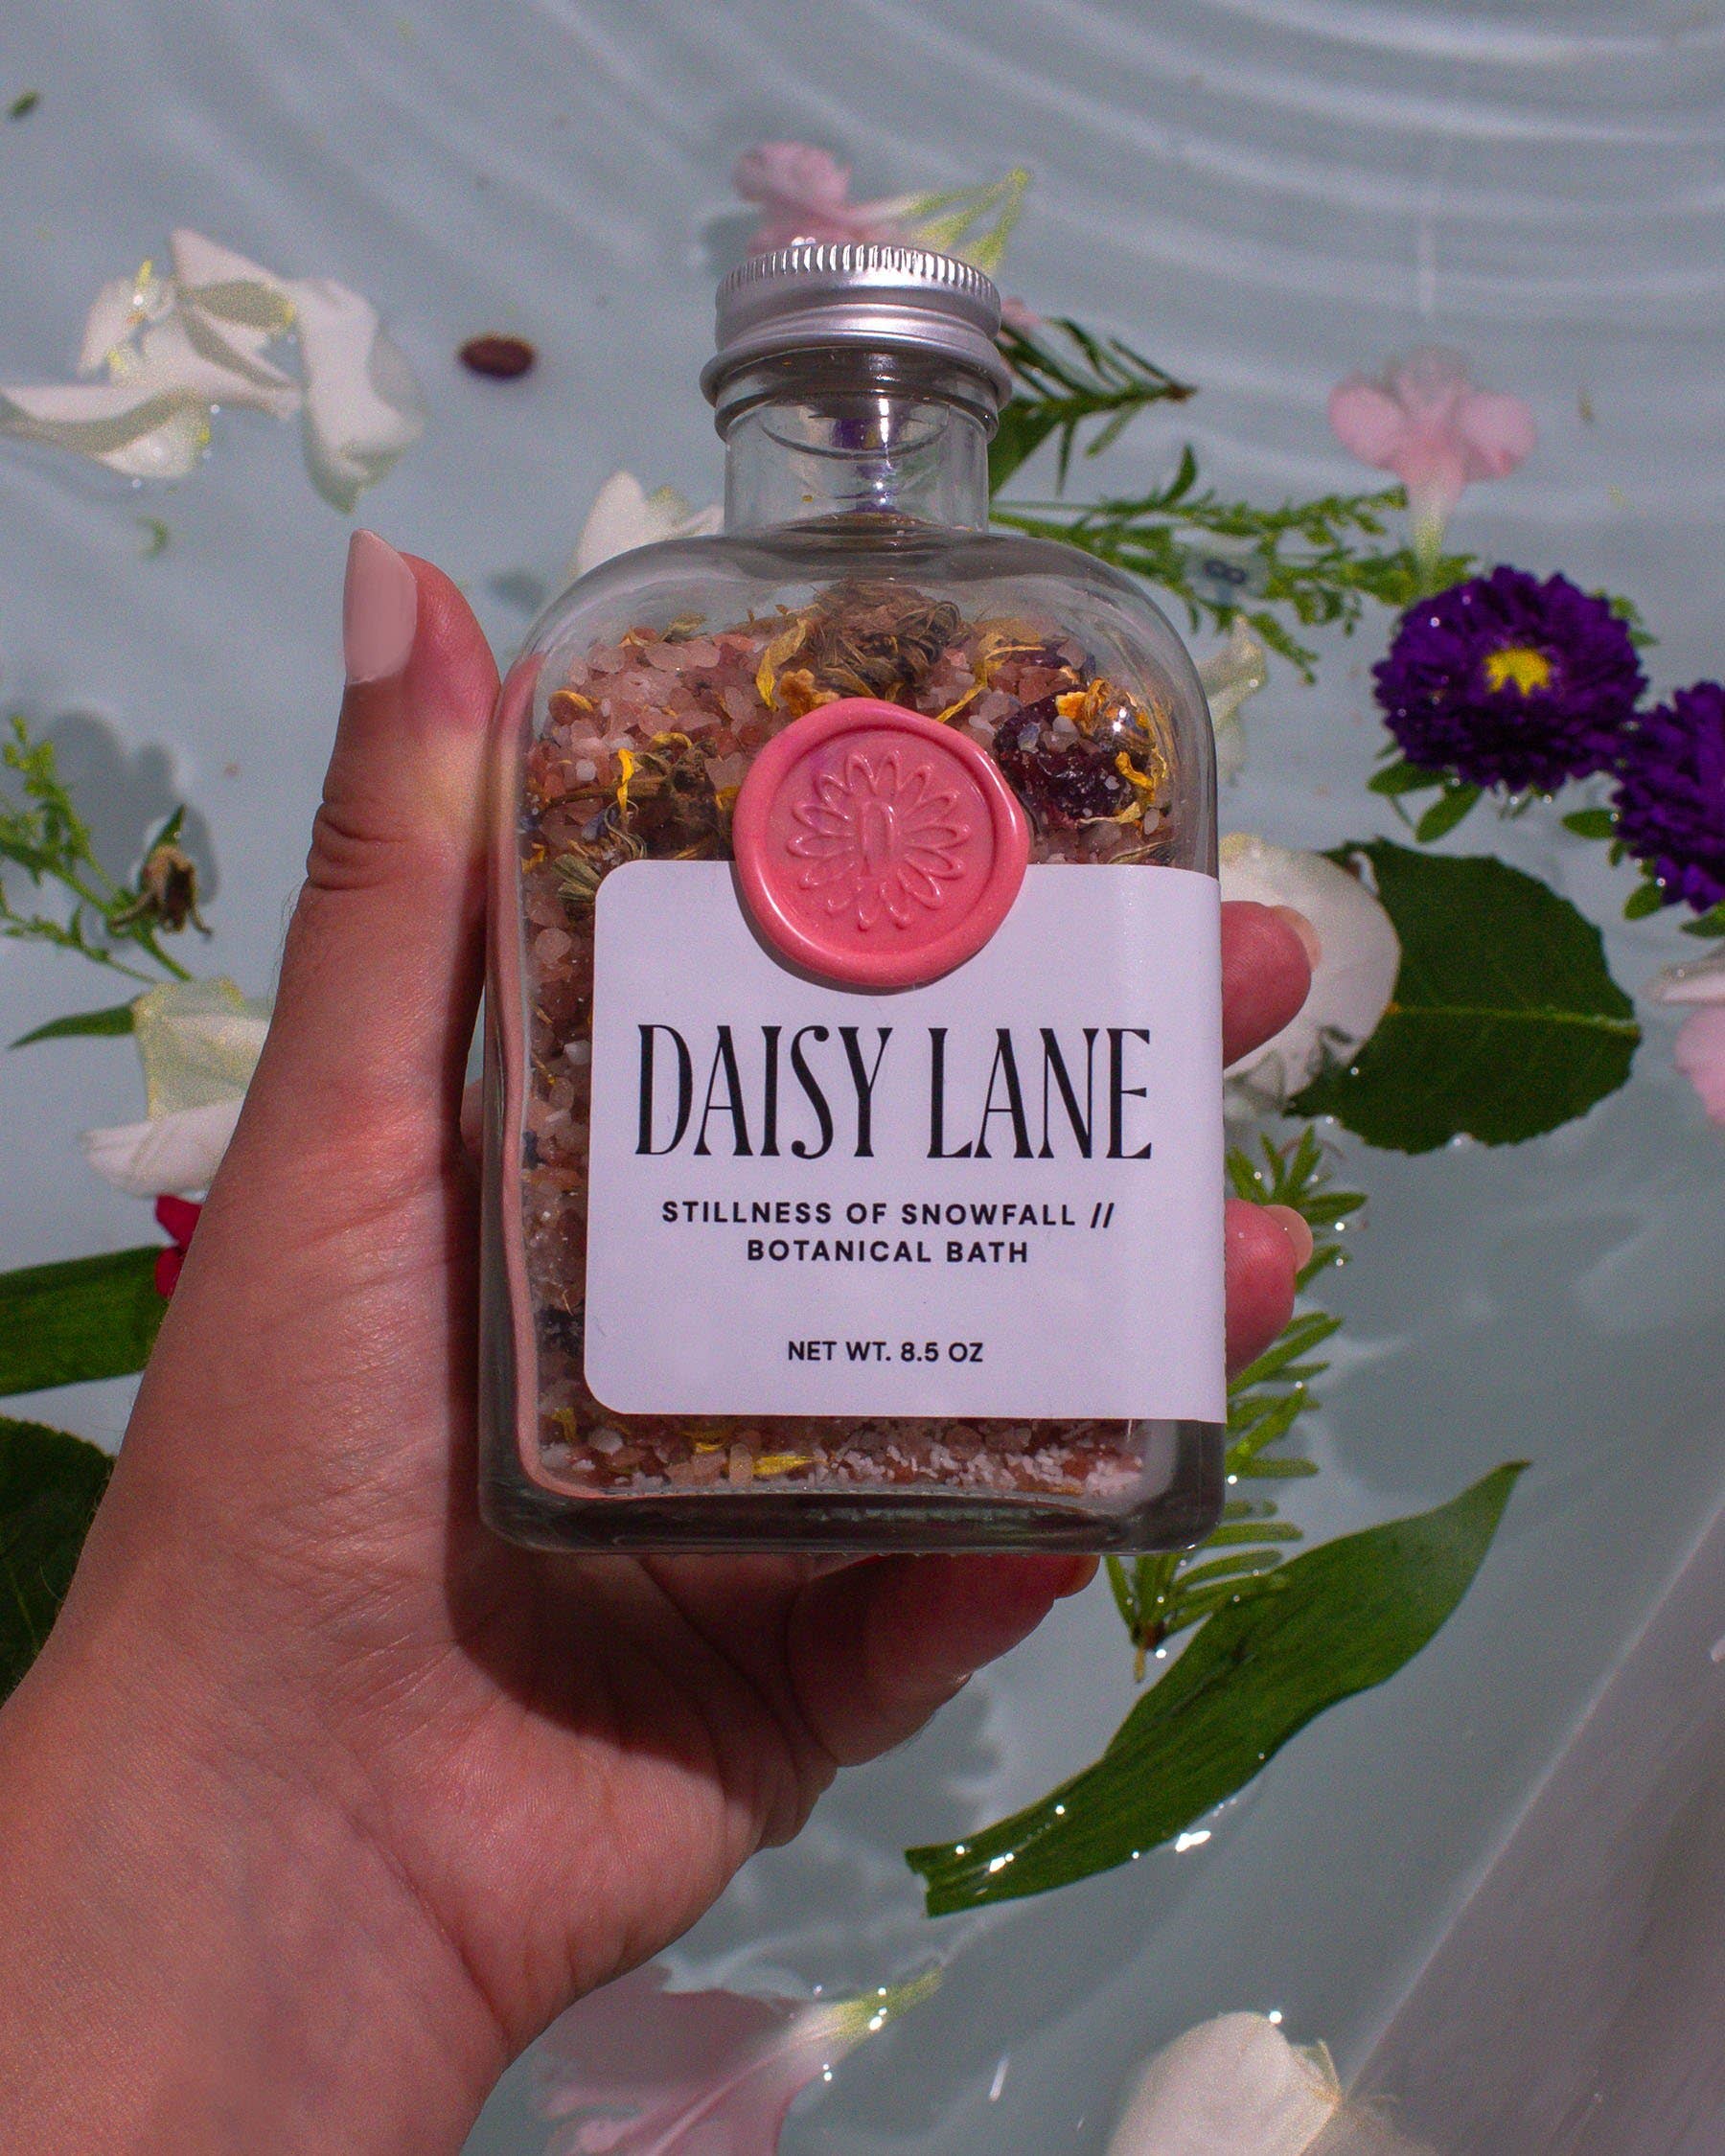 DAISY LANE
STILLNESS OF SNOWFALL //
BOTANICAL BATH
NET WT. 8.5 OZ